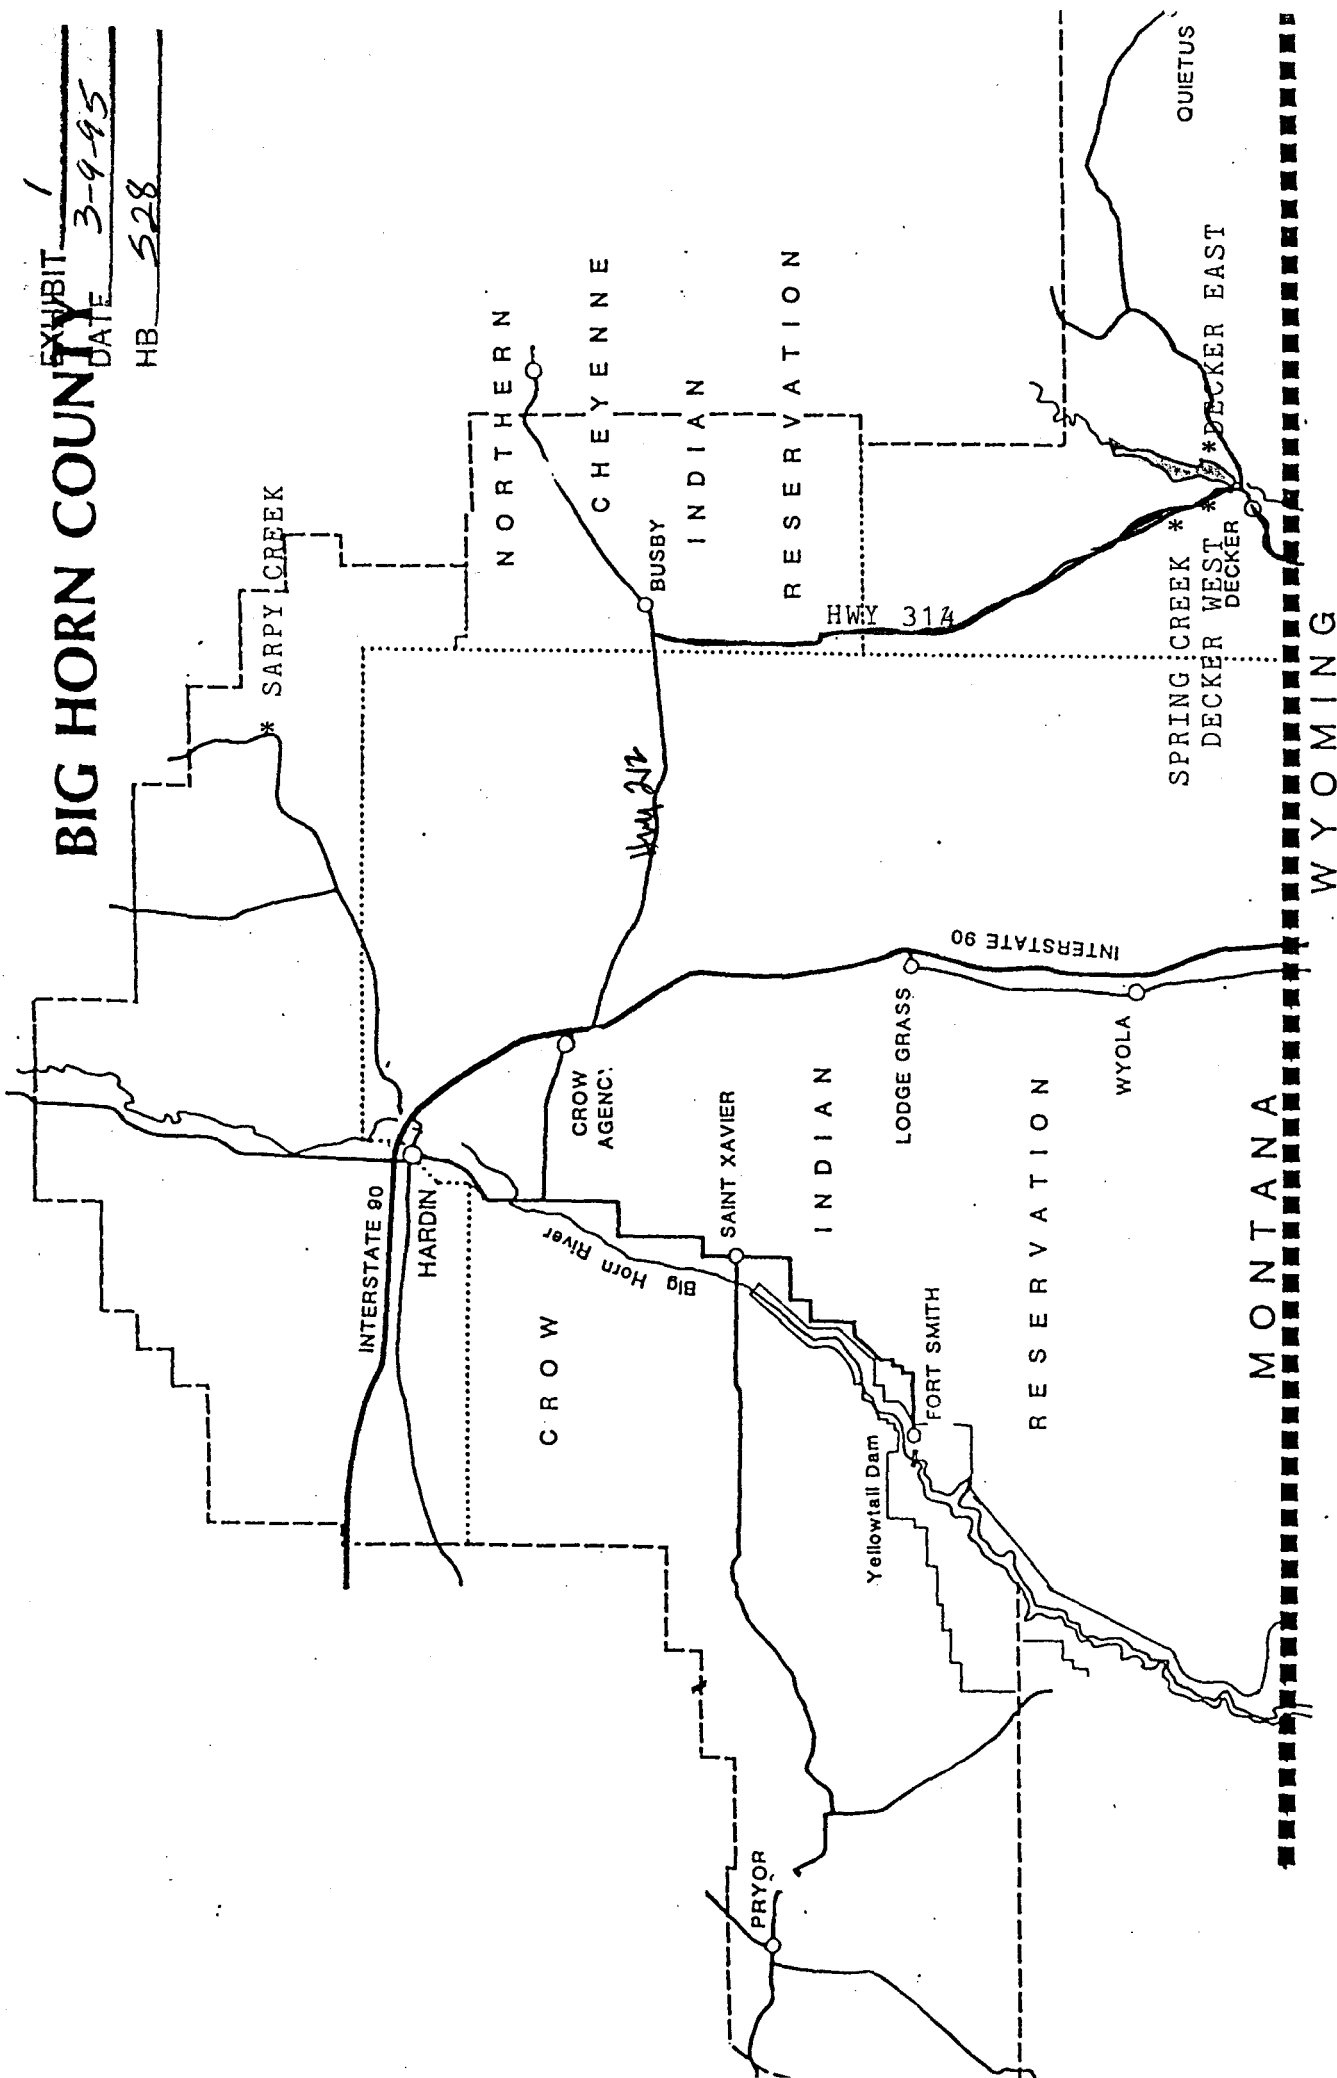 EXHIBIT 1
DATE 3-9-95
HB 528
BIG HORN COUNTY
* SARPY CREEK
NORTHERN
CHEYENNE
INDIAN
RESERVATION
BUSBY
HWY 314
Hwy 212
QUIETUS
*DECKER EAST
SPRING CREEK *
DECKER WEST *
DECKER
INTERSTATE 90
HARDIN
CROW
AGENCY
Big Horn River
SAINT XAVIER
LODGE GRASS
INTERSTATE 90
WYOLA
CROW
INDIAN
RESERVATION
FORT SMITH
Yellowtail Dam
PRYOR
MONTANA
WYOMING